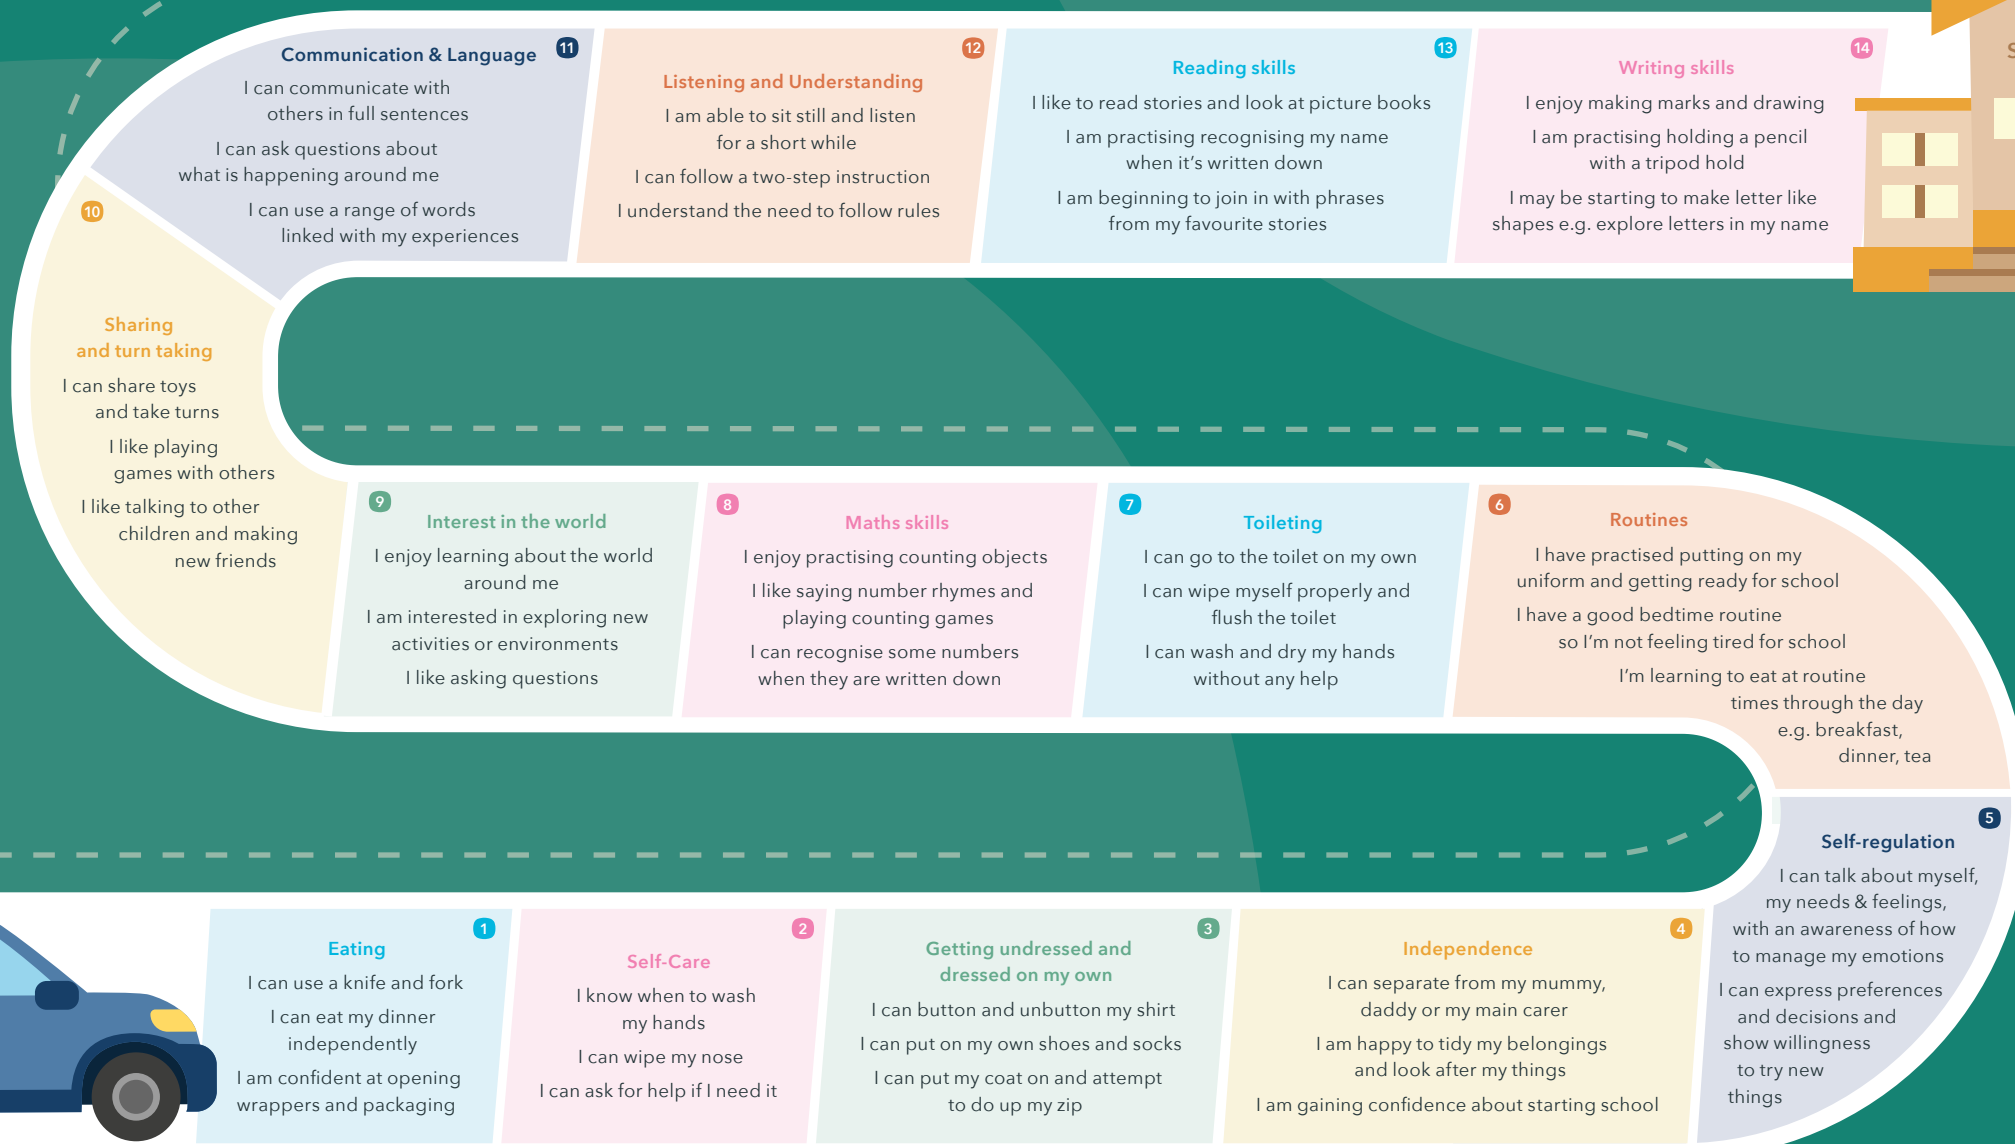 Communication & Language
11
I can communicate with
others in full sentences
I can ask questions about
what is happening around me
I can use a range of words
linked with my experiences
12
Listening and Understanding
I am able to sit still and listen
for a short while
I can follow a two-step instruction
I understand the need to follow rules
13
Reading skills
I like to read stories and look at picture books
I am practising recognising my name
when it's written down
I am beginning to join in with phrases
from my favourite stories
14
Writing skills
I enjoy making marks and drawing
I am practising holding a pencil
with a tripod hold
I may be starting to make letter like
shapes e.g. explore letters in my name
S
10
Sharing
and turn taking
I can share toys
and take turns
I like playing
games with others
I like talking to other
children and making
new friends
9
Interest in the world
I enjoy learning about the world
around me
I am interested in exploring new
activities or environments
I like asking questions
8
Maths skills
I enjoy practising counting objects
I like saying number rhymes and
playing counting games
I can recognise some numbers
when they are written down
7
Toileting
I can go to the toilet on my own
I can wipe myself properly and
flush the toilet
I can wash and dry my hands
without any help
6
Routines
I have practised putting on my
uniform and getting ready for school
I have a good bedtime routine
so I'm not feeling tired for school
I'm learning to eat at routine
times through the day
e.g. breakfast,
dinner, tea
5
Self-regulation
I can talk about myself,
my needs & feelings,
with an awareness of how
to manage my emotions
I can express preferences
and decisions and
show willingness
to try new
things
1
Eating
I can use a knife and fork
I can eat my dinner
independently
I am confident at opening
wrappers and packaging
2
Self-Care
I know when to wash
my hands
I can wipe my nose
I can ask for help if I need it
3
Getting undressed and
dressed on my own
I can button and unbutton my shirt
I can put on my own shoes and socks
I can put my coat on and attempt
to do up my zip
4
Independence
I can separate from my mummy,
daddy or my main carer
I am happy to tidy my belongings
and look after my things
I am gaining confidence about starting school